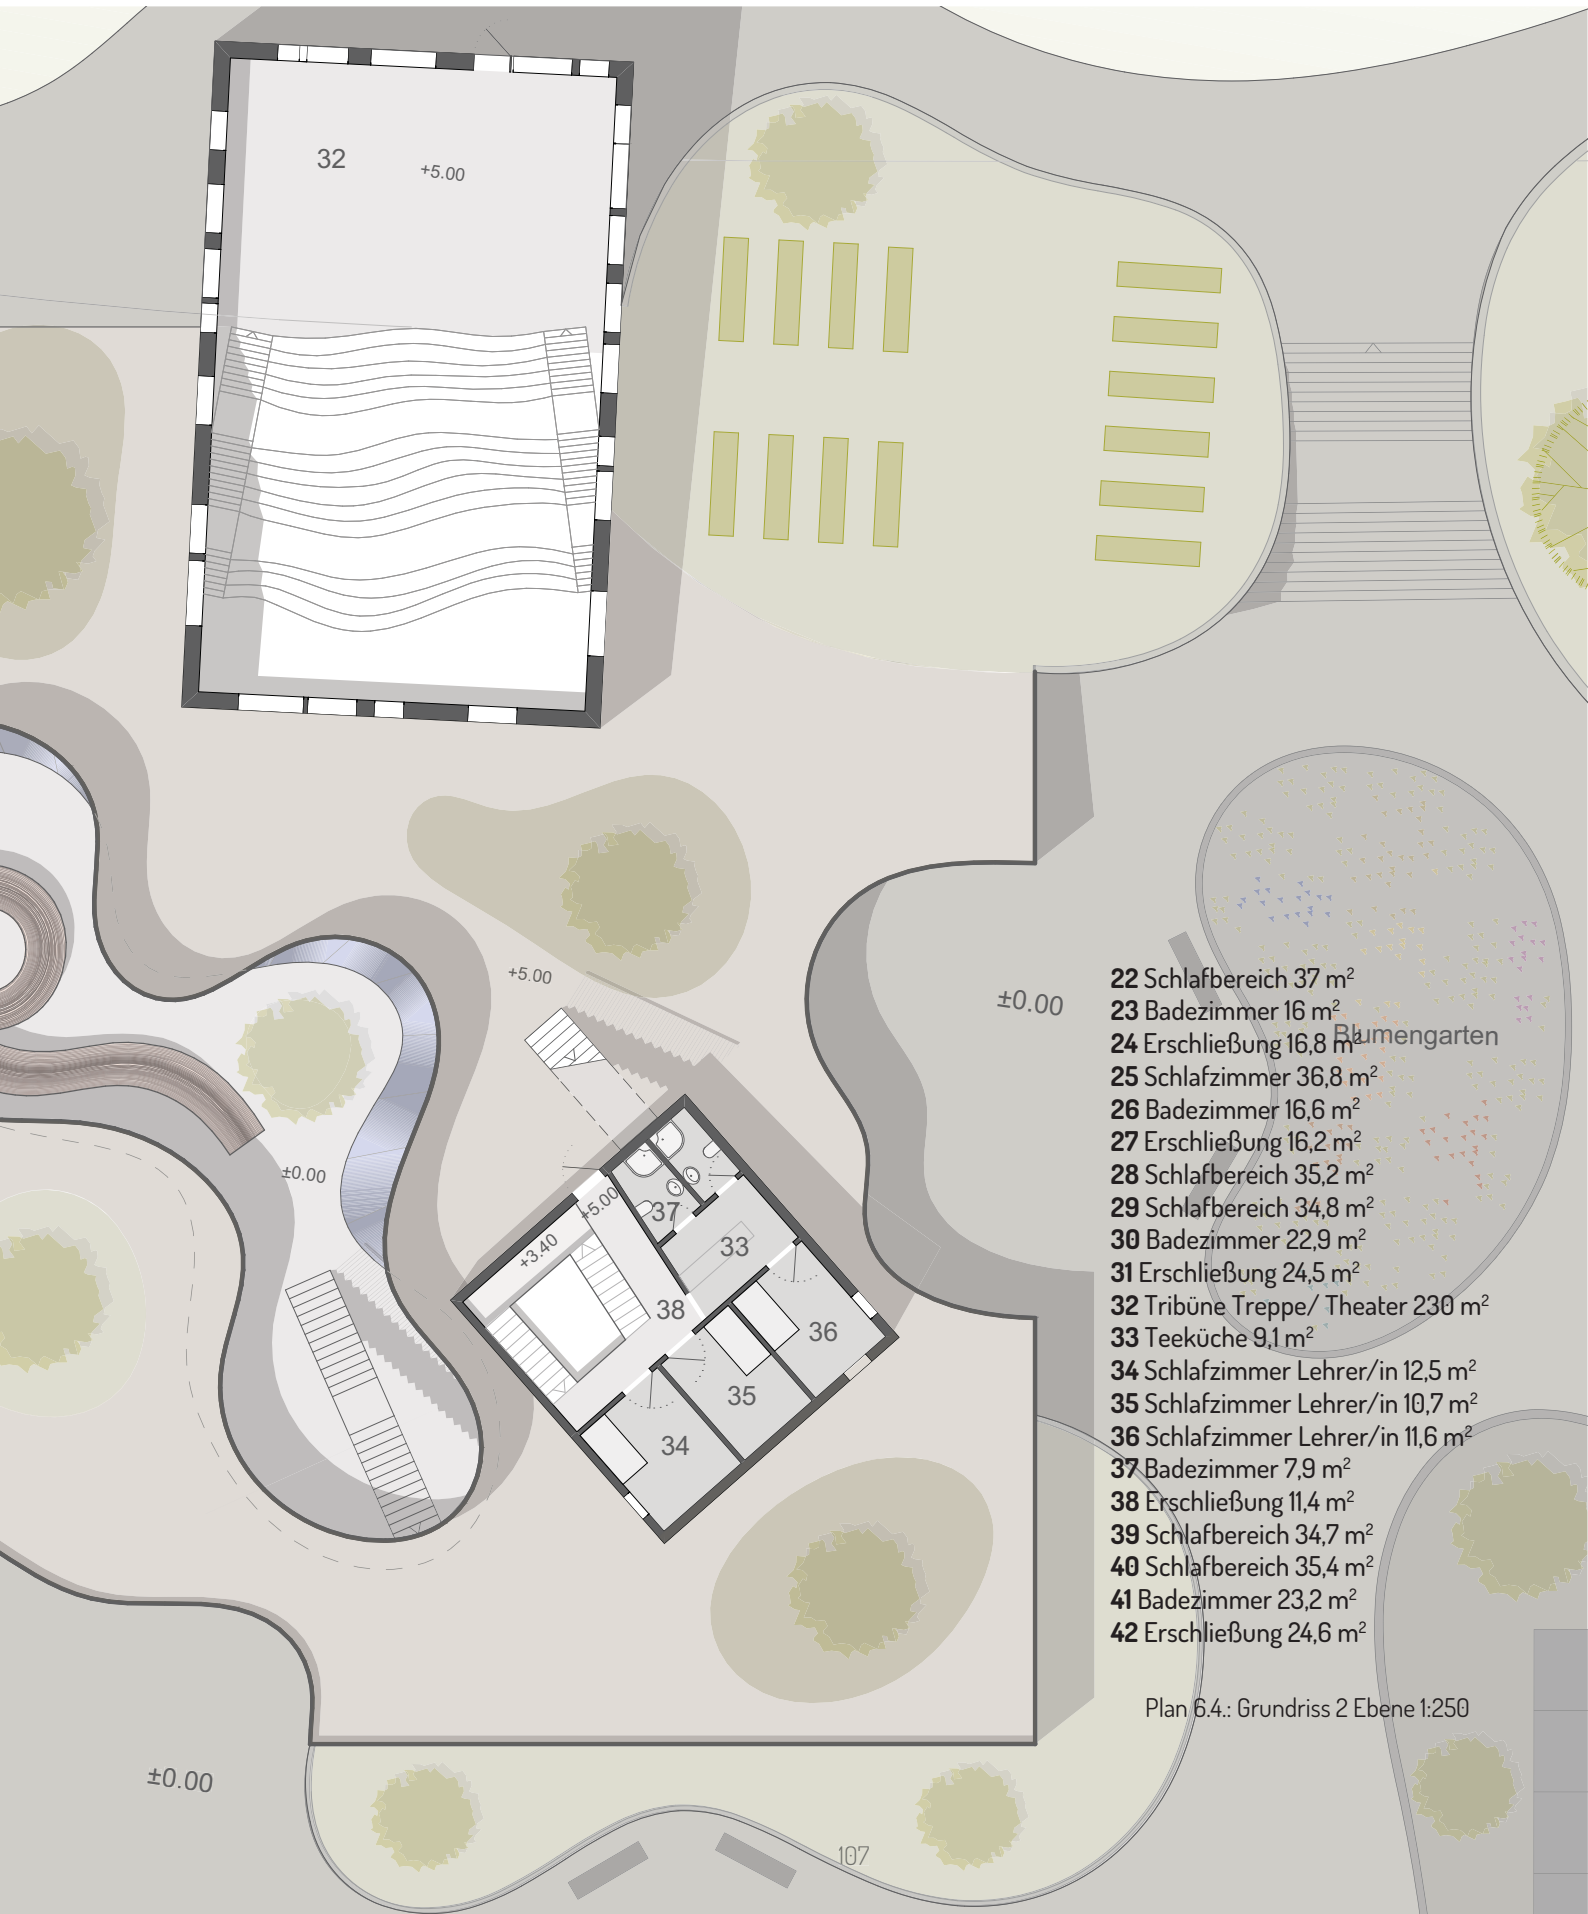 32
+5.00
+5.00
±0.00
Blumengarten
±0.00
+5.00
+3.40
37
33
38
36
35
34
22 Schlafbereich 37 m²
23 Badezimmer 16 m²
24 Erschließung 16,8 m²
25 Schlafzimmer 36,8 m²
26 Badezimmer 16,6 m²
27 Erschließung 16,2 m²
28 Schlafbereich 35,2 m²
29 Schlafbereich 34,8 m²
30 Badezimmer 22,9 m²
31 Erschließung 24,5 m²
32 Tribüne Treppe/ Theater 230 m²
33 Teeküche 9,1 m²
34 Schlafzimmer Lehrer/in 12,5 m²
35 Schlafzimmer Lehrer/in 10,7 m²
36 Schlafzimmer Lehrer/in 11,6 m²
37 Badezimmer 7,9 m²
38 Erschließung 11,4 m²
39 Schlafbereich 34,7 m²
40 Schlafbereich 35,4 m²
41 Badezimmer 23,2 m²
42 Erschließung 24,6 m²
Plan 6.4.: Grundriss 2 Ebene 1:250
±0.00
107